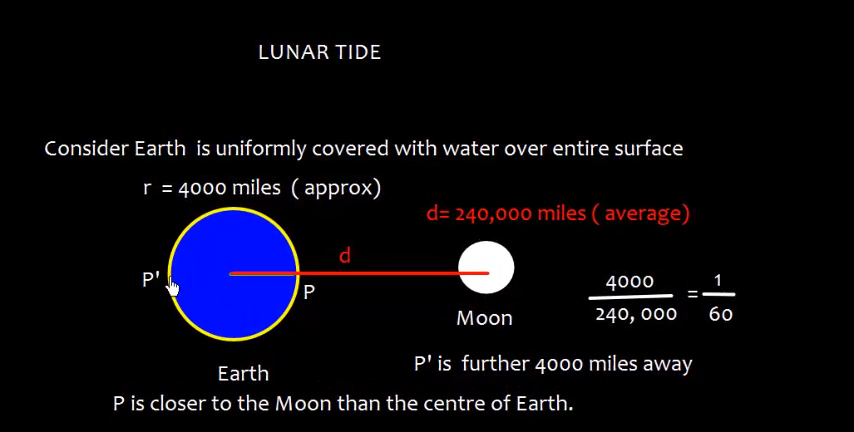 LUNAR TIDE
Consider Earth is uniformly covered with water over entire surface
r = 4000 miles ( approx)
d= 240,000 miles ( average)
d
P'
P
4000
240, 000
=
1
60
Moon
P' is further 4000 miles away
Earth
P is closer to the Moon than the centre of Earth.